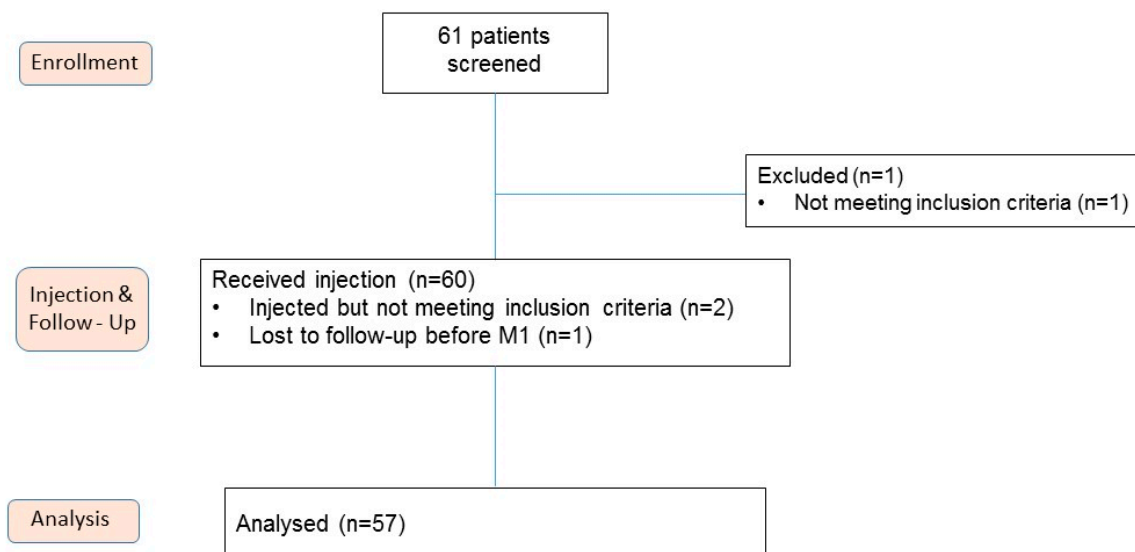 Enrollment
61 patients
screened
Excluded (n=1)
• Not meeting inclusion criteria (n=1)
Injection &
Follow - Up
Received injection (n=60)
• Injected but not meeting inclusion criteria (n=2)
• Lost to follow-up before M1 (n=1)
Analysis
Analysed (n=57)